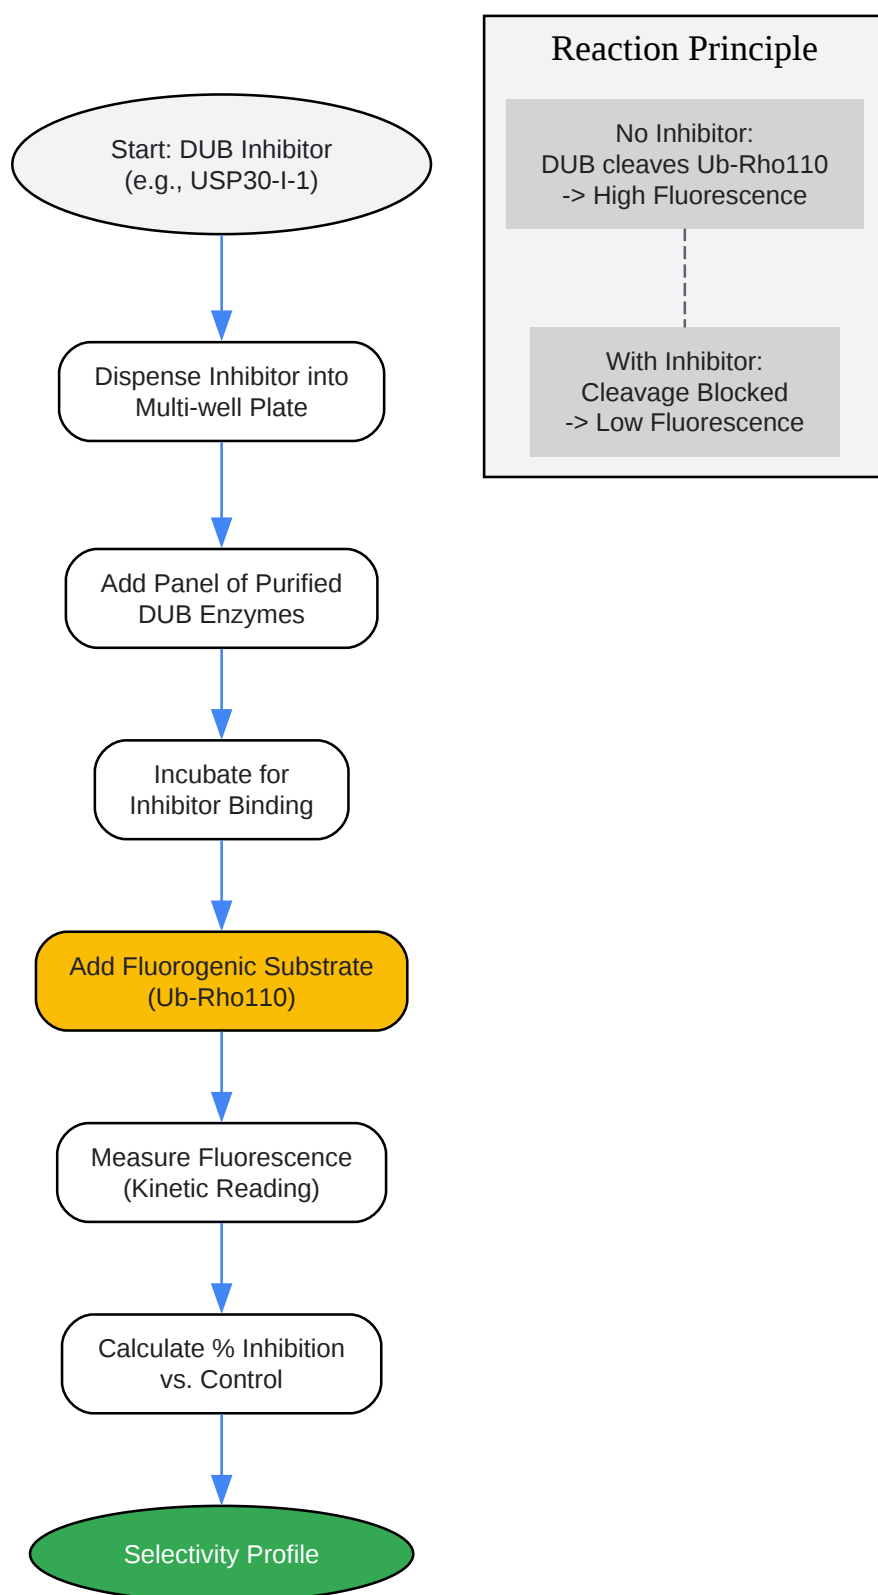 Start: DUB Inhibitor
(e.g., USP30-I-1)
Dispense Inhibitor into
Multi-well Plate
Add Panel of Purified
DUB Enzymes
Incubate for
Inhibitor Binding
Add Fluorogenic Substrate
(Ub-Rho110)
Measure Fluorescence
(Kinetic Reading)
Calculate % Inhibition
vs. Control
Selectivity Profile
Reaction Principle
No Inhibitor:
DUB cleaves Ub-Rho110
-> High Fluorescence
With Inhibitor:
Cleavage Blocked
-> Low Fluorescence